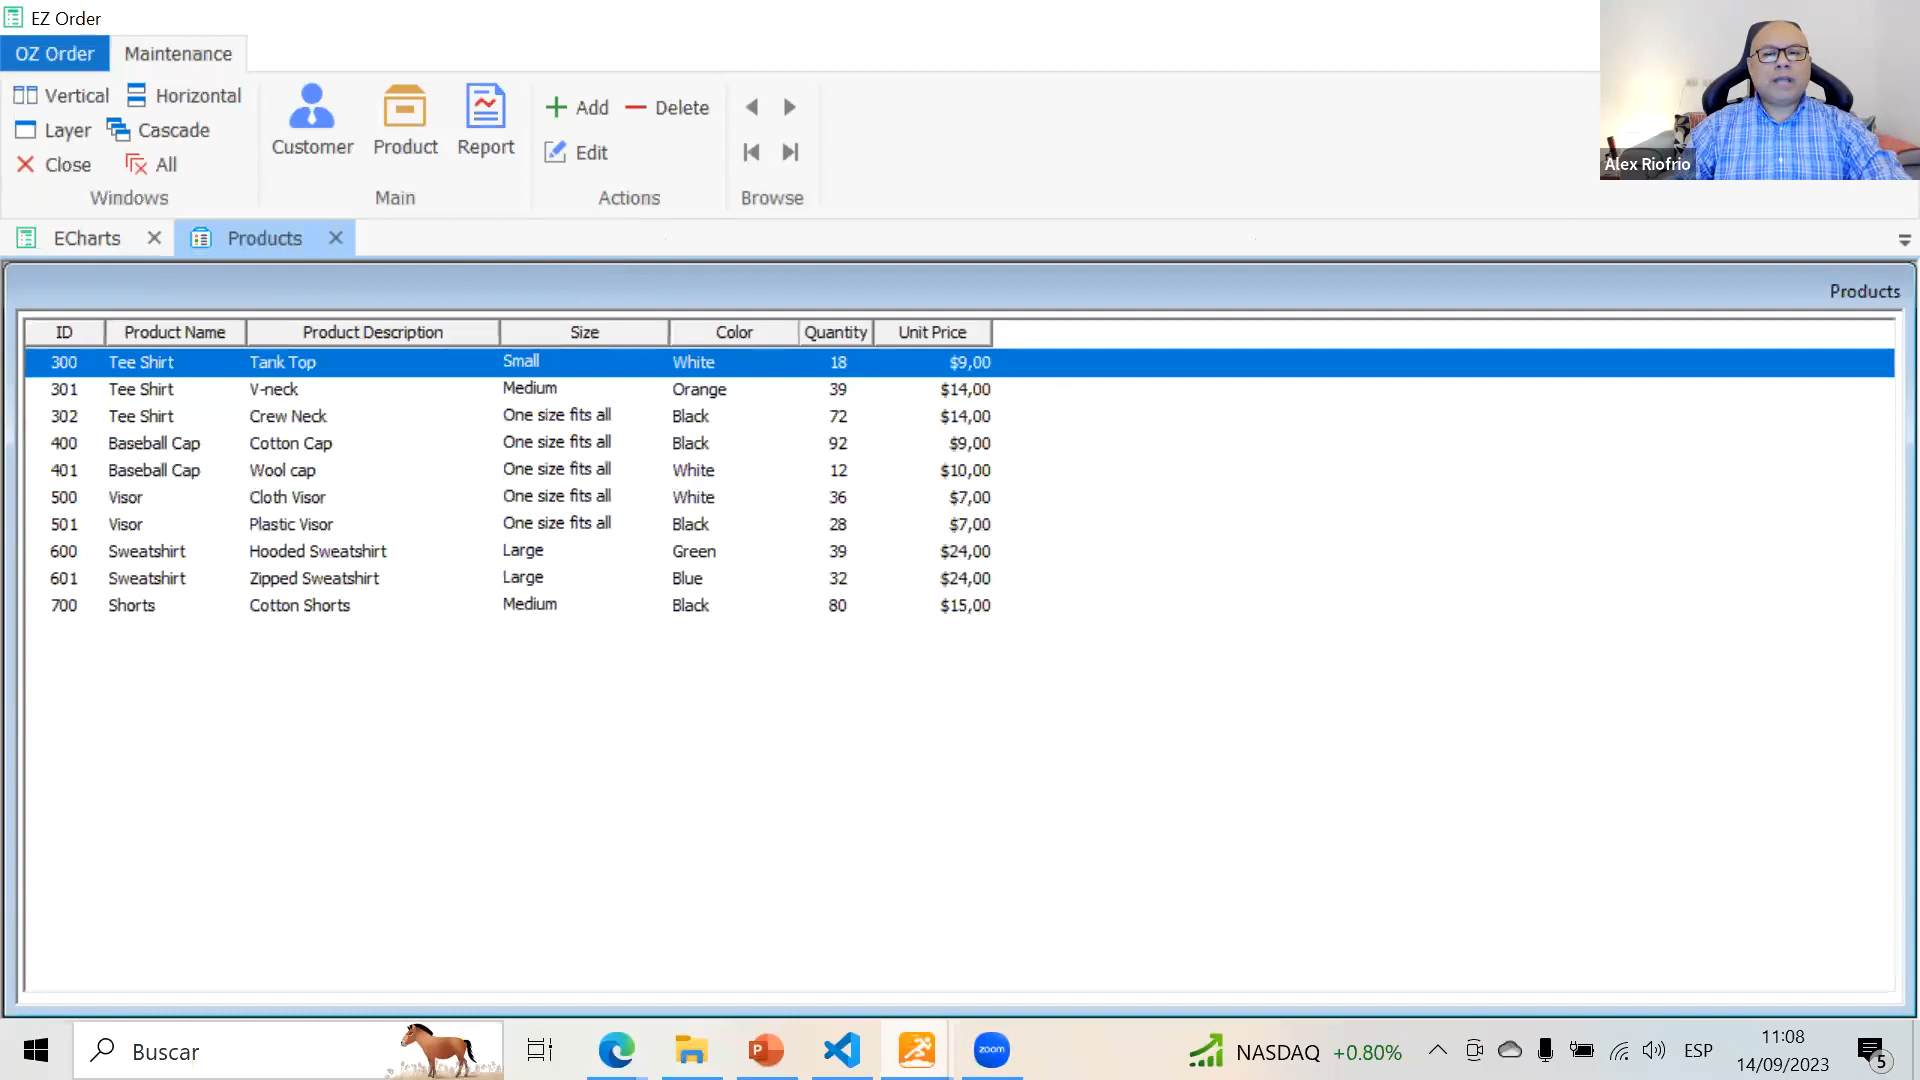 EZ Order
OZ Order Maintenance
Vertical Horizontal
Layer Cascade
Close All
Windows
Customer Product Report
Main
Add Delete
Edit
Actions
Browse
Alex Riofrio
ECharts Products
Products
ID Product Name Product Description Size Color Quantity Unit Price
300 Tee Shirt Tank Top Small White 18 $9,00
301 Tee Shirt V-neck Medium Orange 39 $14,00
302 Tee Shirt Crew Neck One size fits all Black 72 $14,00
400 Baseball Cap Cotton Cap One size fits all Black 92 $9,00
401 Baseball Cap Wool cap One size fits all White 12 $10,00
500 Visor Cloth Visor One size fits all White 36 $7,00
501 Visor Plastic Visor One size fits all Black 28 $7,00
600 Sweatshirt Hooded Sweatshirt Large Green 39 $24,00
601 Sweatshirt Zipped Sweatshirt Large Blue 32 $24,00
700 Shorts Cotton Shorts Medium Black 80 $15,00
Buscar
P
zoom
NASDAQ +0.80%
ESP
11:08
14/09/2023
5